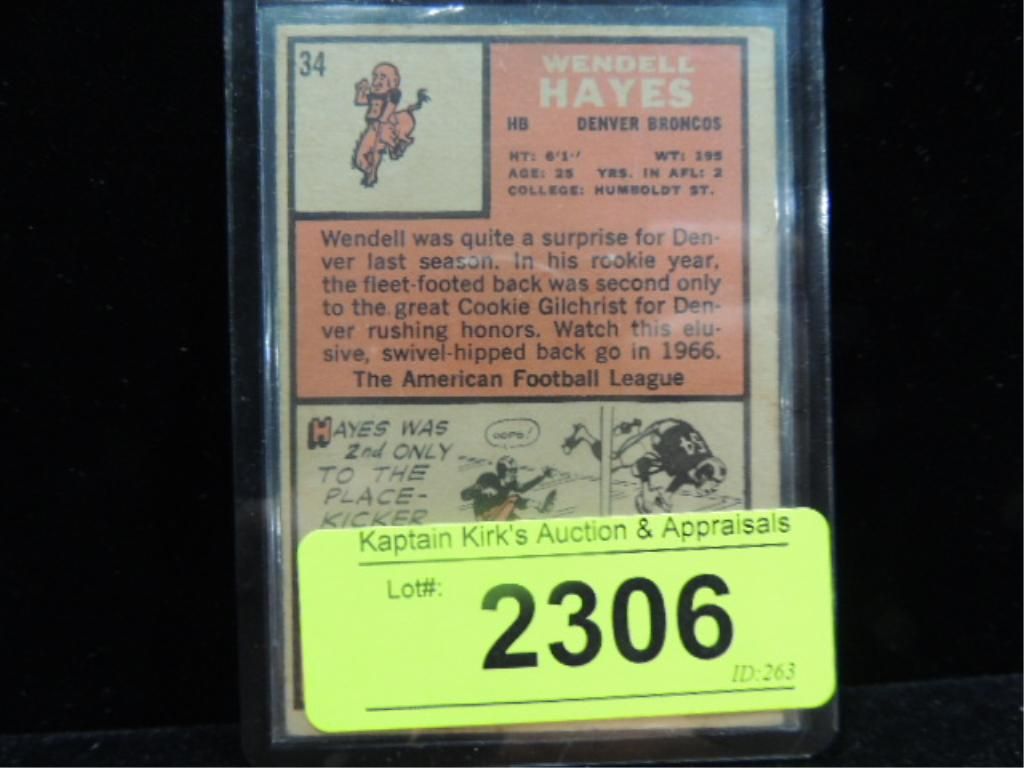 34
WENDELL
HAYES
HB DENVER BRONCOS
HT: 6'1" WT: 195
AGE: 25 YRS. IN AFL: 2
COLLEGE: HUMBOLDT ST.
Wendell was quite a surprise for Den-
ver last season. In his rookie year,
the fleet-footed back was second only
to the great Cookie Gilchrist for Den-
ver rushing honors. Watch this elu-
sive, swivel-hipped back go in 1966.
The American Football League
HAYES WAS
2nd ONLY
TO THE
PLACE-
KICKER
OOPS!
54
Kaptain Kirk's Auction & Appraisals
Lot#:
2306
ID:263